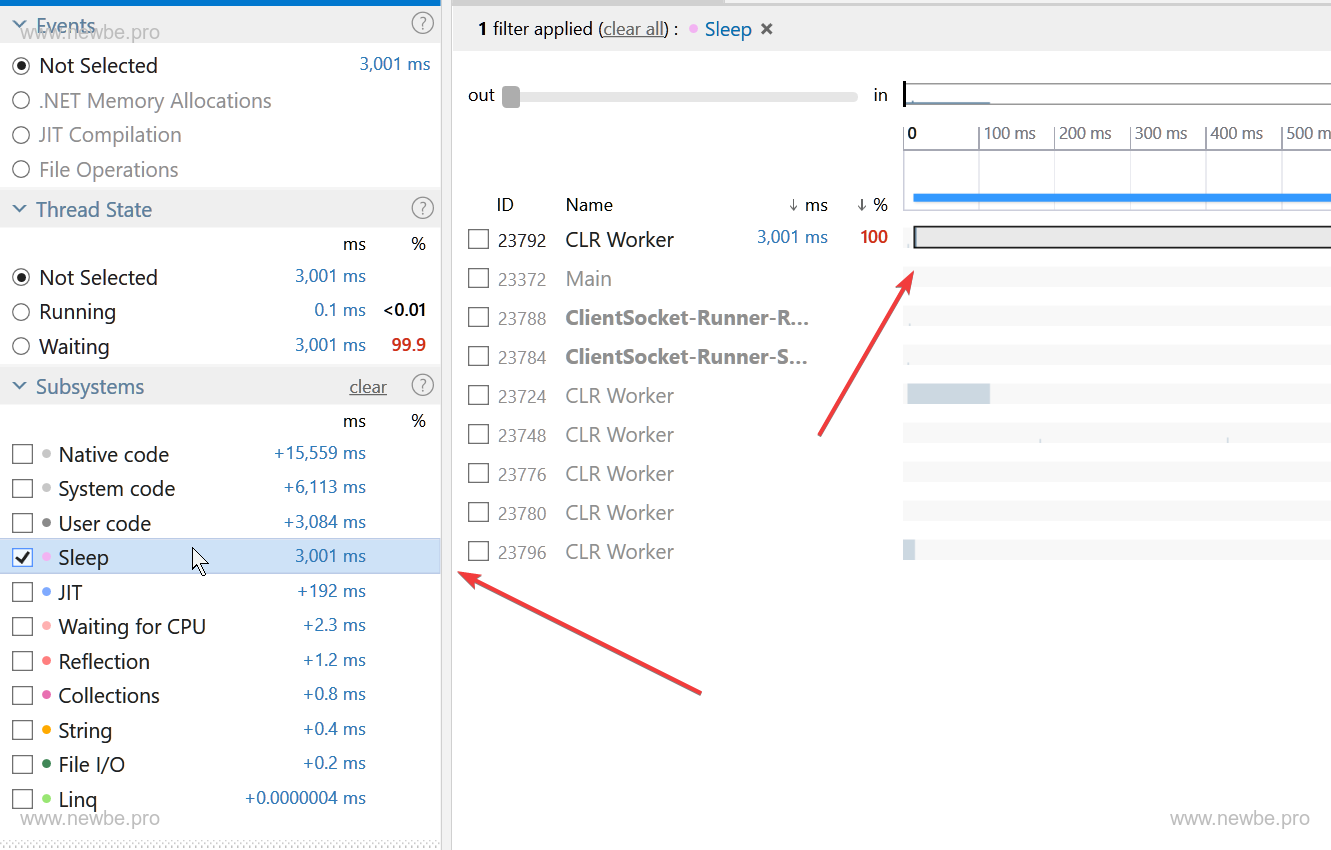 Events
www.newbe.pro
?
Not Selected 3,001 ms
.NET Memory Allocations
JIT Compilation
File Operations
Thread State ?
ms %
Not Selected 3,001 ms
Running 0.1 ms <0.01
Waiting 3,001 ms 99.9
Subsystems clear ?
ms %
Native code +15,559 ms
System code +6,113 ms
User code +3,084 ms
Sleep 3,001 ms
JIT +192 ms
Waiting for CPU +2.3 ms
Reflection +1.2 ms
Collections +0.8 ms
String +0.4 ms
File I/O +0.2 ms
Linq +0.0000004 ms
www.newbe.pro
1 filter applied (clear all) : Sleep ×
out in
0 100 ms 200 ms 300 ms 400 ms 500 m
ID Name ↓ ms ↓ %
23792 CLR Worker 3,001 ms 100
23372 Main
23788 ClientSocket-Runner-R...
23784 ClientSocket-Runner-S...
23724 CLR Worker
23748 CLR Worker
23776 CLR Worker
23780 CLR Worker
23796 CLR Worker
www.newbe.pro